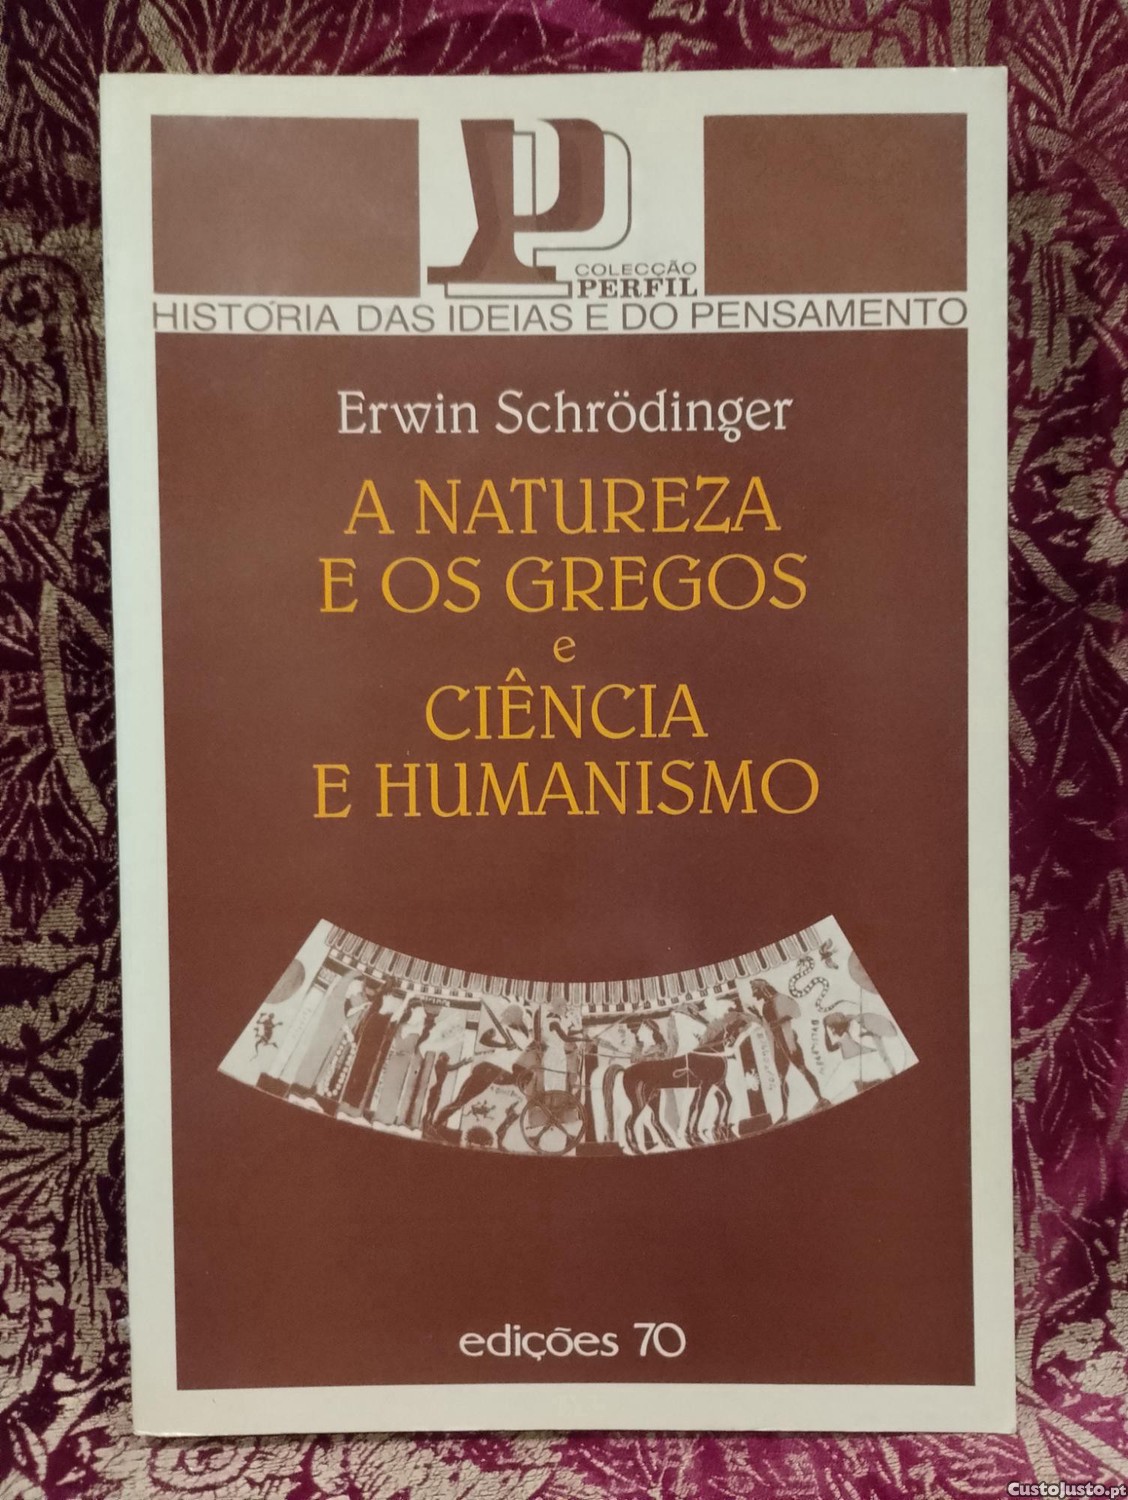 P
COLECÇÃO
PERFIL
HISTÓRIA DAS IDEIAS E DO PENSAMENTO
Erwin Schrödinger
A NATUREZA
E OS GREGOS
e
CIÊNCIA
E HUMANISMO
edições 70
CustoJusto.pt